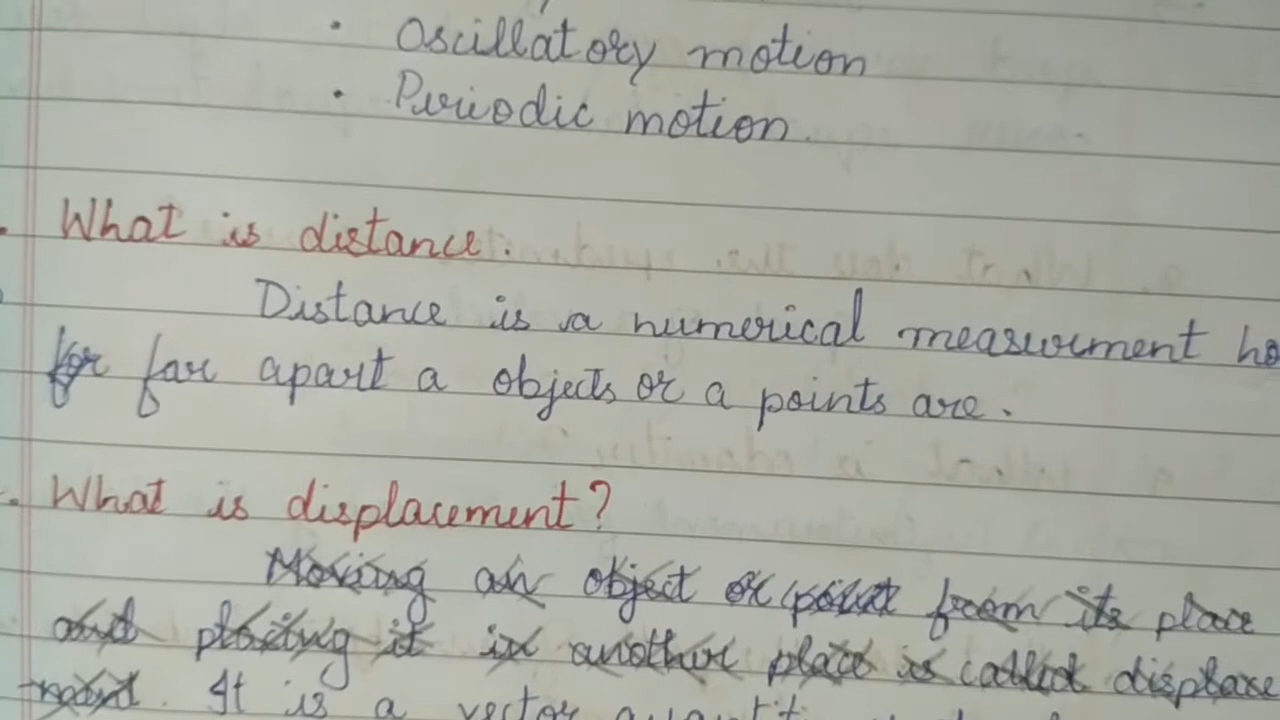 • Oscillatory motion
• Periodic motion.
What is distance.
Distance is a numerical measurment ho
for far apart a objects or a points are.
What is displacement?
Moving an object or point from its place
and placing it in another place is called displace
It is a vector